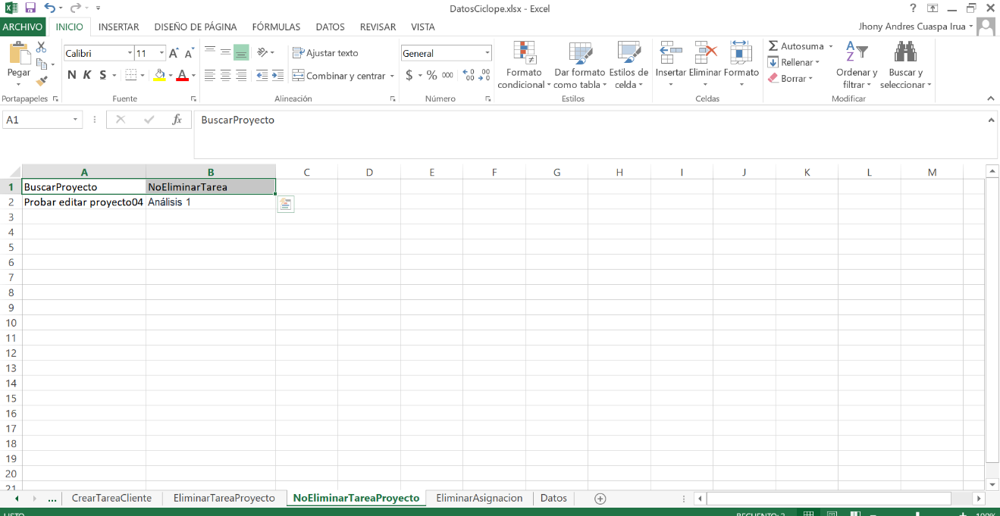 DatosCiclope.xlsx - Excel
ARCHIVO INICIO INSERTAR DISEÑO DE PÁGINA FÓRMULAS DATOS REVISAR VISTA Jhony Andres Cuaspa Irua
Calibri 11 Ajustar texto General Autosuma
Rellenar
Pegar Formato Dar formato Estilos de Insertar Eliminar Formato Ordenar y Buscar y
N K S Combinar y centrar $ % 000 condicional como tabla celda Borrar filtrar seleccionar
Portapapeles Fuente Alineación Número Estilos Celdas Modificar
A1 fx BuscarProyecto
A B C D E F G H I J K L M
1 BuscarProyecto NoEliminarTarea
2 Probar editar proyecto04 Análisis 1
3
4
5
6
7
8
9
10
11
12
13
14
15
16
17
18
19
20
21
... CrearTareaCliente EliminarTareaProyecto NoEliminarTareaProyecto EliminarAsignacion Datos
LISTO RECUENTO: 2 100%